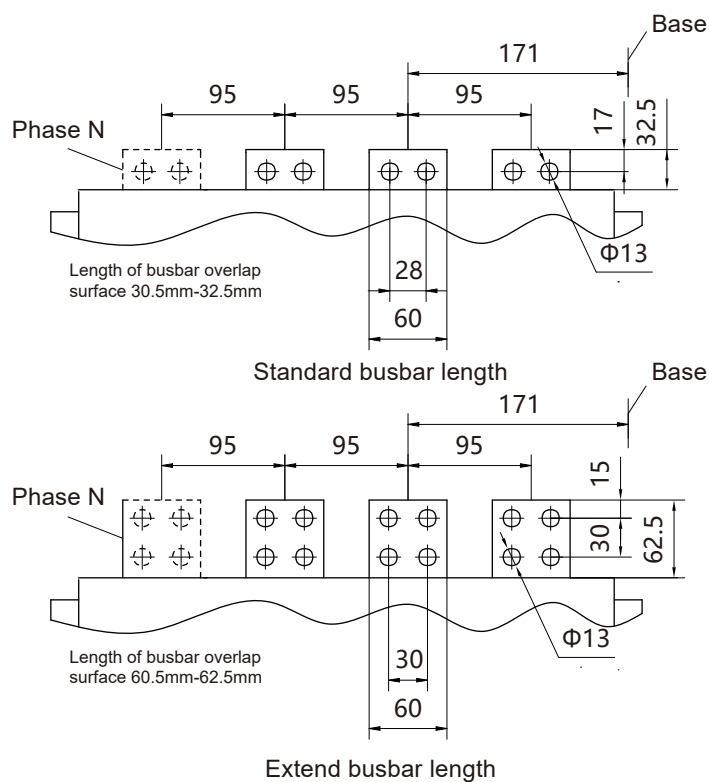 Base
171
95
95
95
17
32.5
Phase N
Φ13
Length of busbar overlap
surface 30.5mm-32.5mm
28
60
Standard busbar length
Base
171
95
95
95
15
Phase N
30
62.5
Φ13
Length of busbar overlap
surface 60.5mm-62.5mm
30
60
Extend busbar length